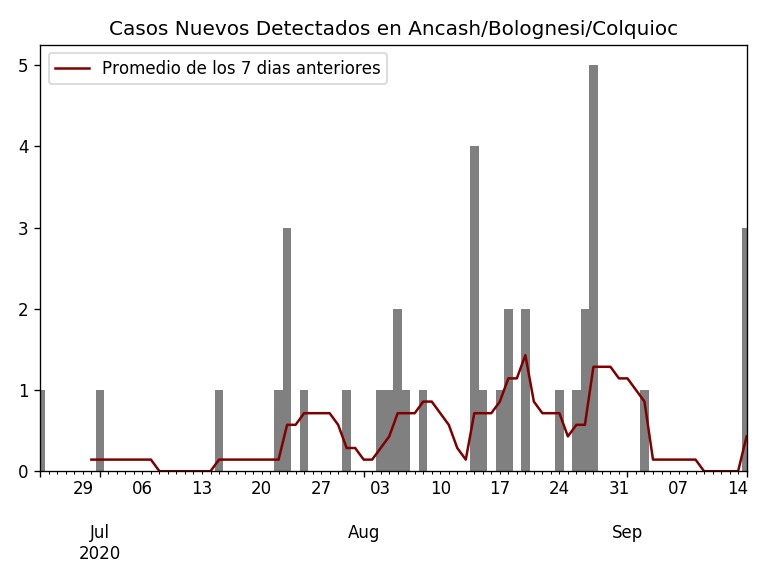 Casos Nuevos Detectados en Ancash/Bolognesi/Colquioc
Promedio de los 7 dias anteriores
5
4
3
2
1
0
29 06 13 20 27 03 10 17 24 31 07 14
Jul Aug Sep
2020